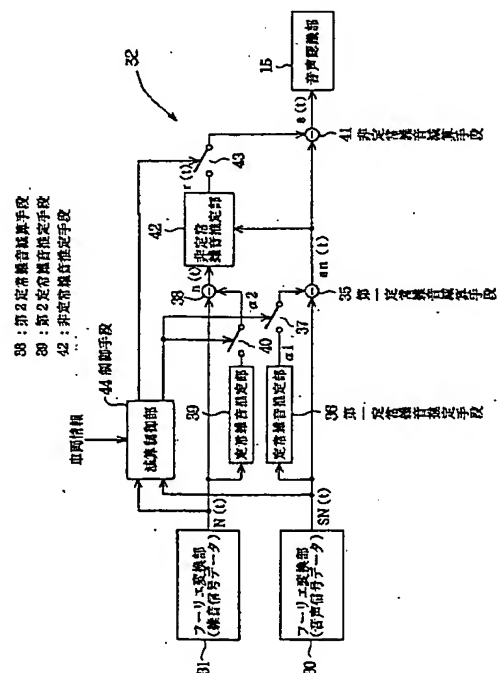 38：第2定常雑音減算手段
39：第2定常雑音推定手段
42：非定常雑音推定手段
車両情報
44 制御手段
減算制御部
32
フーリエ変換部
(雑音信号データ)
31
N(t)
定常雑音推定部
39
40
α2
38
n(t)
42
非定常
雑音推定部
r(t)
43
フーリエ変換部
(音声信号データ)
30
SN(t)
定常雑音推定部
36 第一定常雑音推定手段
α1
37
35 第一定常雑音減算手段
sn(t)
41 非定常雑音減算手段
s(t)
音声認識部
15